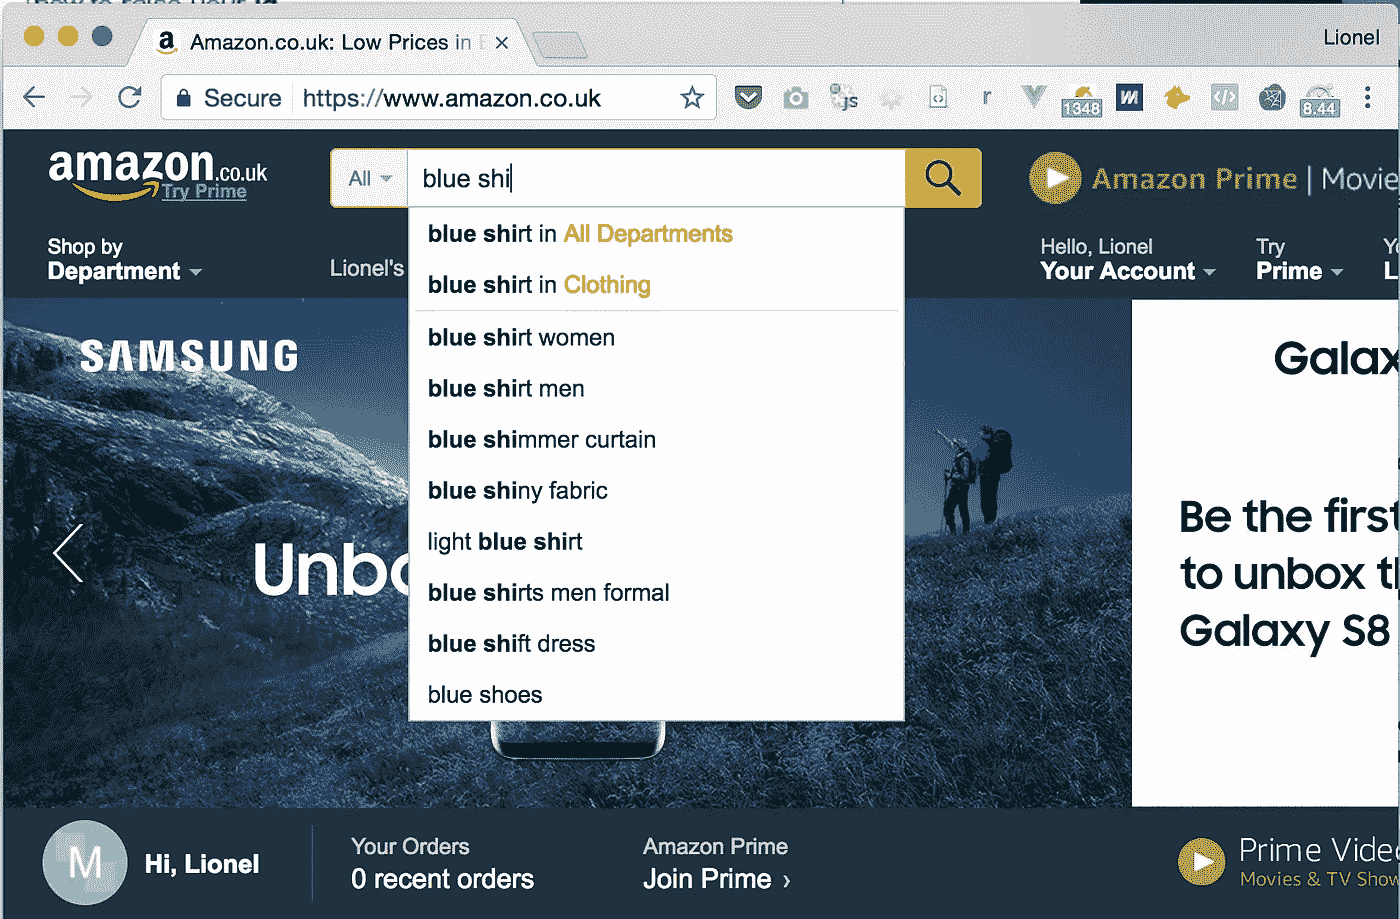 Amazon.co.uk: Low Prices in
Lionel
Secure
https://www.amazon.co.uk
js
r
1348
8.44
amazon.co.uk
Try Prime
All
blue shi
Amazon Prime | Movie
Shop by
Department
Lionel's
Hello, Lionel
Your Account
Try
Prime
blue shirt in All Departments
blue shirt in Clothing
blue shirt women
blue shirt men
blue shimmer curtain
blue shiny fabric
light blue shirt
blue shirts men formal
blue shift dress
blue shoes
SAMSUNG
Unbo
Galax
Be the first
to unbox th
Galaxy S8
M
Hi, Lionel
Your Orders
0 recent orders
Amazon Prime
Join Prime ›
Prime Video
Movies & TV Show